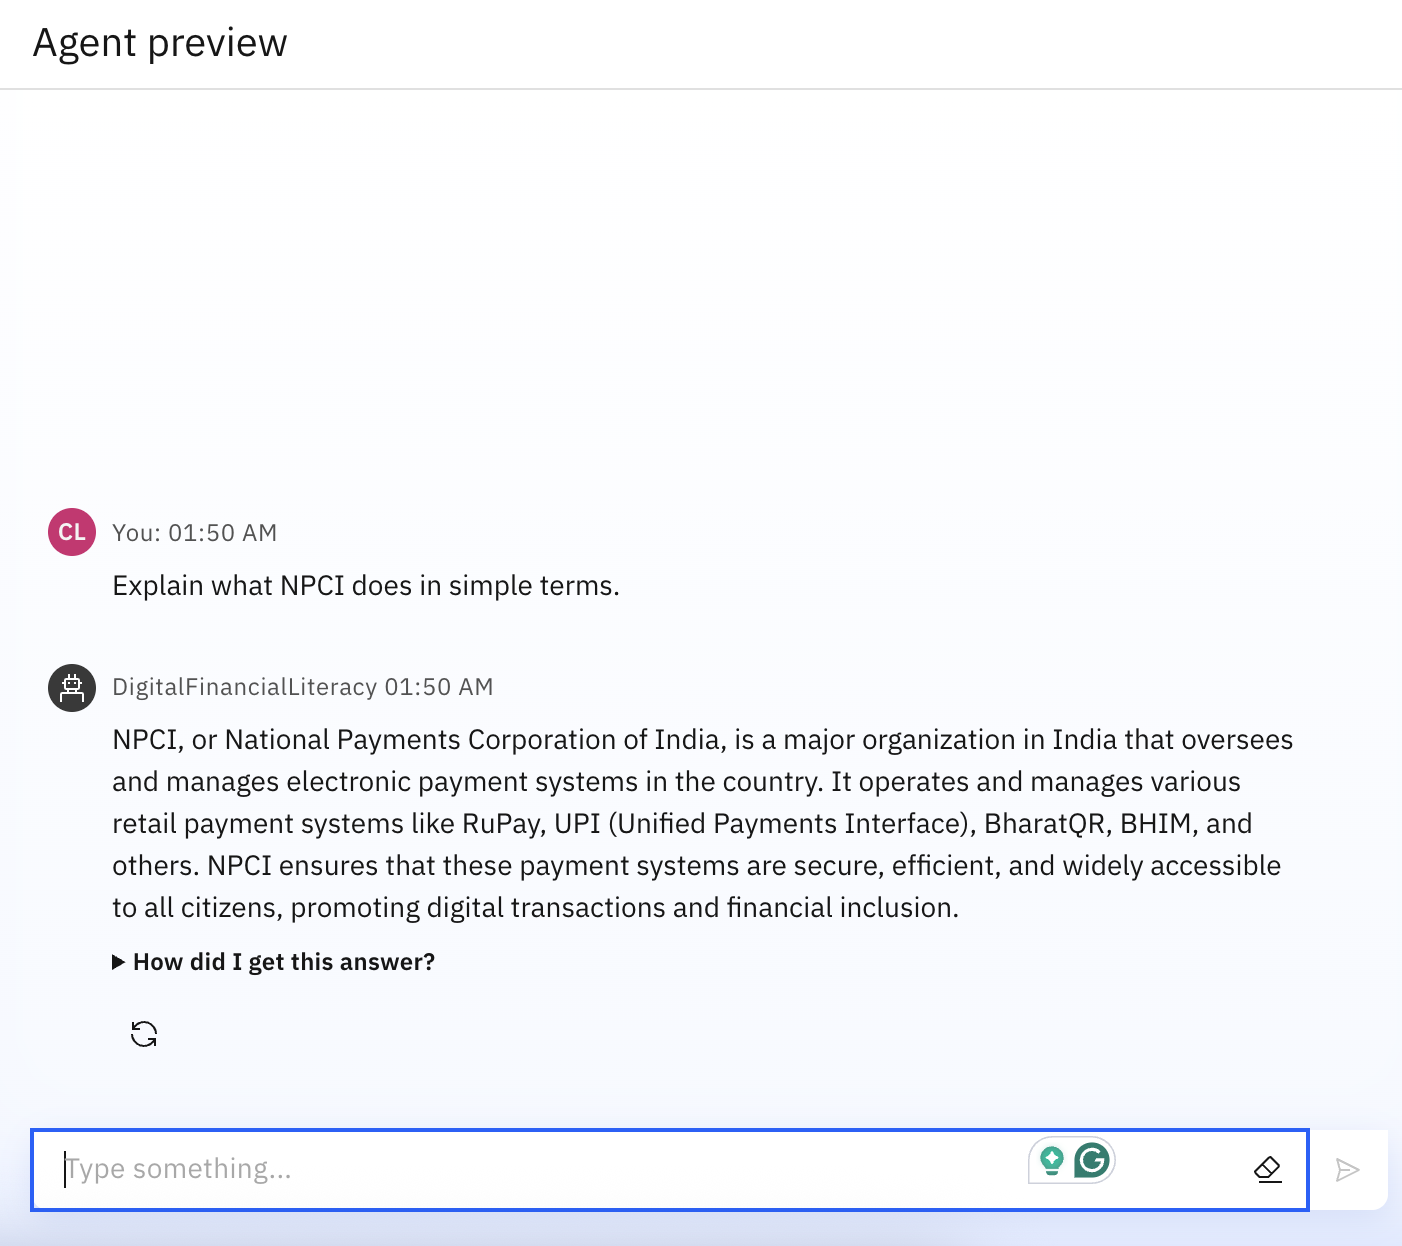 Agent preview
CL
You: 01:50 AM
Explain what NPCI does in simple terms.
DigitalFinancialLiteracy 01:50 AM
NPCI, or National Payments Corporation of India, is a major organization in India that oversees
and manages electronic payment systems in the country. It operates and manages various
retail payment systems like RuPay, UPI (Unified Payments Interface), BharatQR, BHIM, and
others. NPCI ensures that these payment systems are secure, efficient, and widely accessible
to all citizens, promoting digital transactions and financial inclusion.
How did I get this answer?
Type something...
G